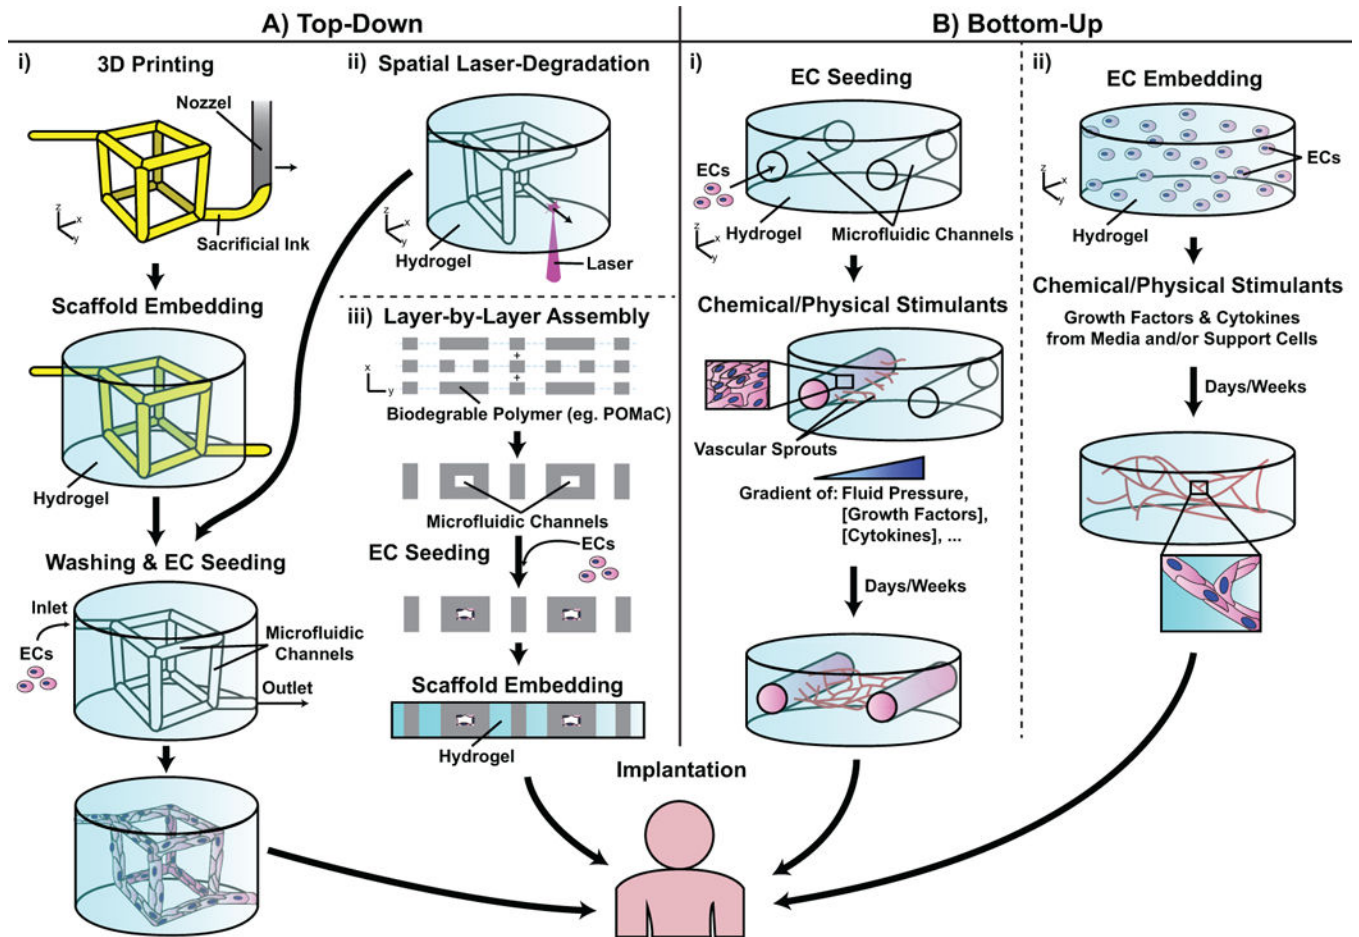 A) Top-Down
i)
3D Printing
Nozzel
z
x
y
Sacrificial Ink
Scaffold Embedding
Hydrogel
Washing & EC Seeding
Inlet
ECs
Microfluidic
Channels
Outlet
ii) Spatial Laser-Degradation
z
x
y
Hydrogel
Laser
iii) Layer-by-Layer Assembly
x
y
+
+
Biodegrable Polymer (eg. POMaC)
Microfluidic Channels
EC Seeding
ECs
Scaffold Embedding
Hydrogel
B) Bottom-Up
i)
EC Seeding
ECs
z
x
y
Hydrogel
Microfluidic Channels
Chemical/Physical Stimulants
Vascular Sprouts
Gradient of: Fluid Pressure,
[Growth Factors],
[Cytokines], ...
Days/Weeks
ii)
EC Embedding
ECs
z
x
y
Hydrogel
Chemical/Physical Stimulants
Growth Factors & Cytokines
from Media and/or Support Cells
Days/Weeks
Implantation